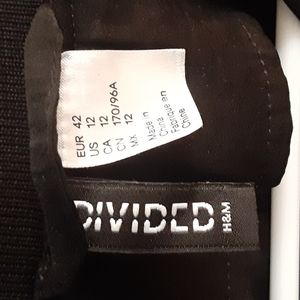 EUR 42
US 12
CA 12
CN 170/96A
MX 12
Made in
China
Fabriqué en
Chine
DIVIDED
H&M